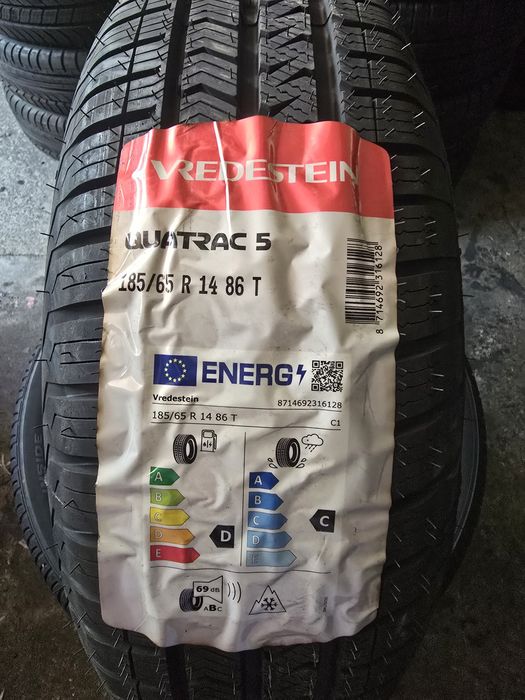 VREDESTEIN
QUATRAC 5
185/65 R 14 86 T
8 714692 316128
ENERG
Vredestein
8714692316128
185/65 R 14 86 T
C1
A
B
C
D
E
D
A
B
C
D
E
C
69 dB
ABC
SIDE